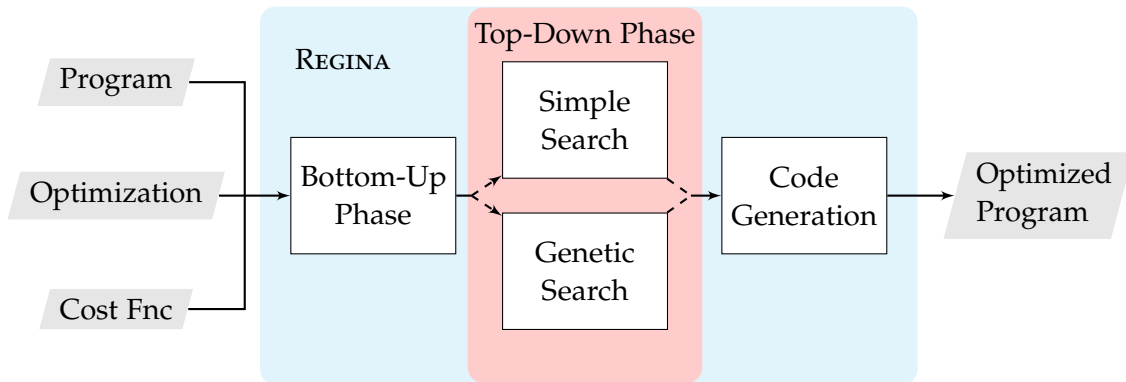 Program
Optimization
Cost Fnc
REGINA
Bottom-Up
Phase
Top-Down Phase
Simple
Search
Genetic
Search
Code
Generation
Optimized
Program